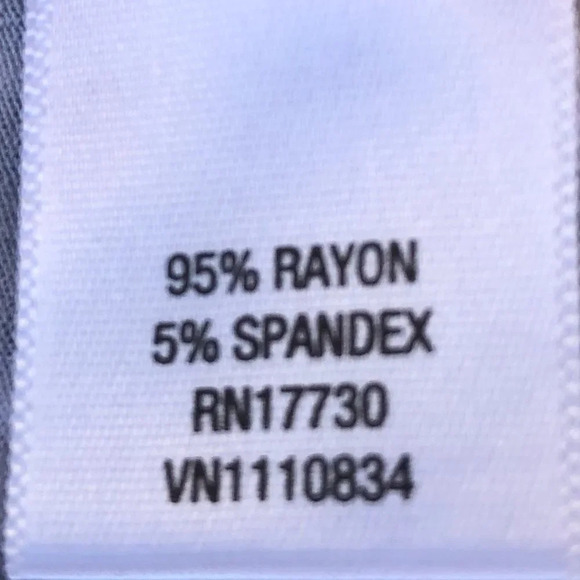 95% RAYON
5% SPANDEX
RN17730
VN1110834